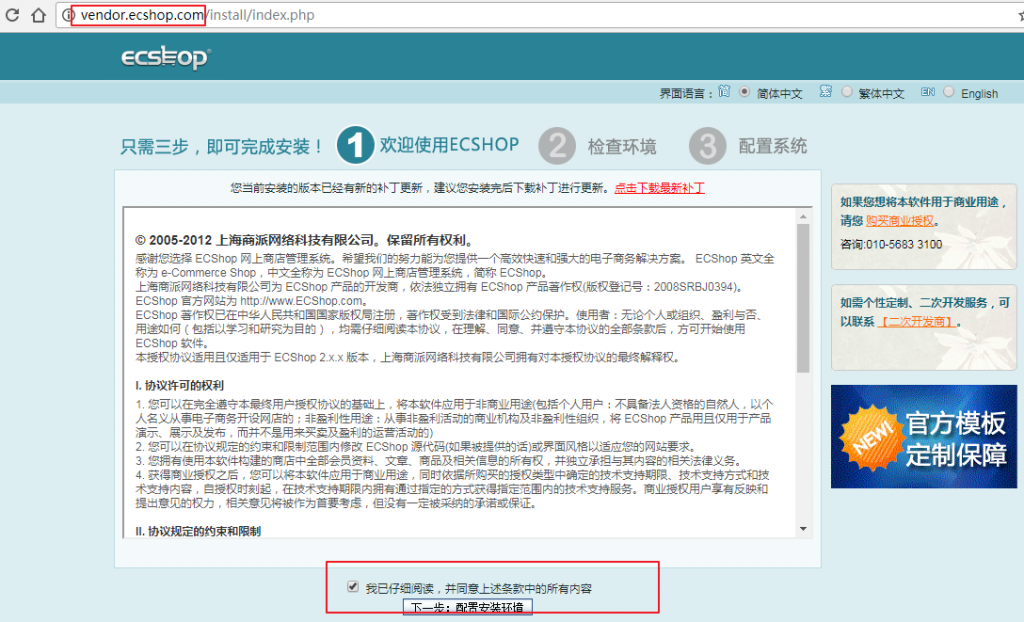 vendor.ecshop.com/install/index.php
ecshop
界面语言： 简 简体中文 繁 繁体中文 EN English
只需三步，即可完成安装！ 1 欢迎使用ECSHOP 2 检查环境 3 配置系统
您当前安装的版本已经有新的补丁更新，建议您安装完后下载补丁进行更新。点击下载最新补丁
© 2005-2012 上海商派网络科技有限公司。保留所有权利。
感谢您选择 ECShop 网上商店管理系统。希望我们的努力能为您提供一个高效快速和强大的电子商务解决方案。 ECShop 英文全
称为 e-Commerce Shop，中文全称为 ECShop 网上商店管理系统，简称 ECShop。
上海商派网络科技有限公司为 ECShop 产品的开发商，依法独立拥有 ECShop 产品著作权(版权登记号：2008SRBJ0394)。
ECShop 官方网站为 http://www.ECShop.com。
ECShop 著作权已在中华人民共和国国家版权局注册，著作权受到法律和国际公约保护。使用者：无论个人或组织、盈利与否、
用途如何（包括以学习和研究为目的），均需仔细阅读本协议，在理解、同意、并遵守本协议的全部条款后，方可开始使用
ECShop 软件。
本授权协议适用且仅适用于 ECShop 2.x.x 版本，上海商派网络科技有限公司拥有对本授权协议的最终解释权。
I. 协议许可的权利
1. 您可以在完全遵守本最终用户授权协议的基础上，将本软件应用于非商业用途(包括个人用户：不具备法人资格的自然人，以个
人名义从事电子商务开设网店的；非盈利性用途：从事非盈利活动的商业机构及非盈利性组织，将 ECShop 产品用且仅用于产品
演示、展示及发布，而并不是用来买卖及盈利的运营活动的)
2. 您可以在协议规定的约束和限制范围内修改 ECShop 源代码(如果被提供的话)或界面风格以适应您的网站要求。
3. 您拥有使用本软件构建的商店中全部会员资料、文章、商品及相关信息的所有权，并独立承担与其内容的相关法律义务。
4. 获得商业授权之后，您可以将本软件应用于商业用途，同时依据所购买的授权类型中确定的技术支持期限、技术支持方式和技
术支持内容，自授权时刻起，在技术支持期限内拥有通过指定的方式获得指定范围内的技术支持服务。商业授权用户享有反映和
提出意见的权力，相关意见将被作为首要考虑，但没有一定被采纳的承诺或保证。
II. 协议规定的约束和限制
我已仔细阅读，并同意上述条款中的所有内容
下一步：配置安装环境
如果您想将本软件用于商业用途，
请您 购买商业授权。
咨询:010-5683 3100
如需个性定制、二次开发服务，可
以联系 【二次开发商】。
NEW!
官方模板
定制保障